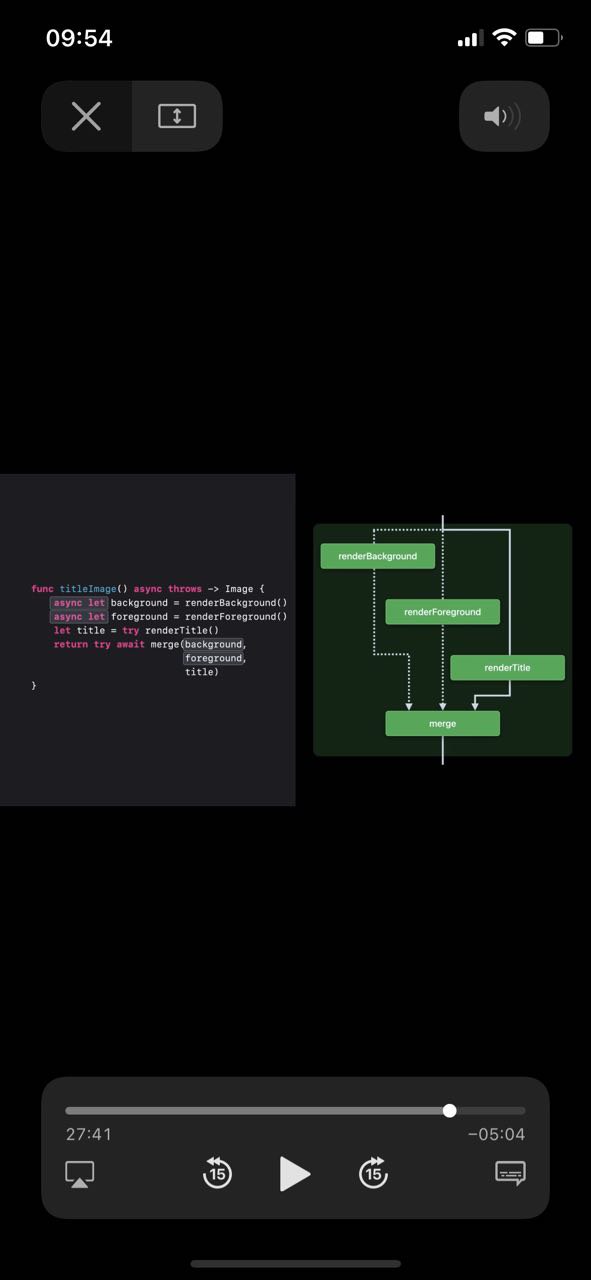 09:54
func titleImage() async throws -> Image {
async let background = renderBackground()
async let foreground = renderForeground()
let title = try renderTitle()
return try await merge(background,
foreground,
title)
}
renderBackground
renderForeground
renderTitle
merge
27:41
−05:04
15
15